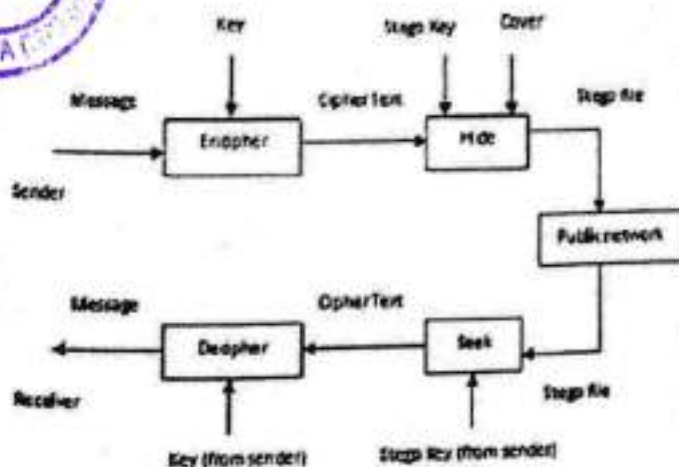 Key
Stego Key
Cover
Message
Cipher Text
Stego file
Encipher
Hide
Sender
Public network
Message
Cipher Text
Decipher
Seek
Receiver
Stego file
Key (from sender)
Stego Key (from sender)